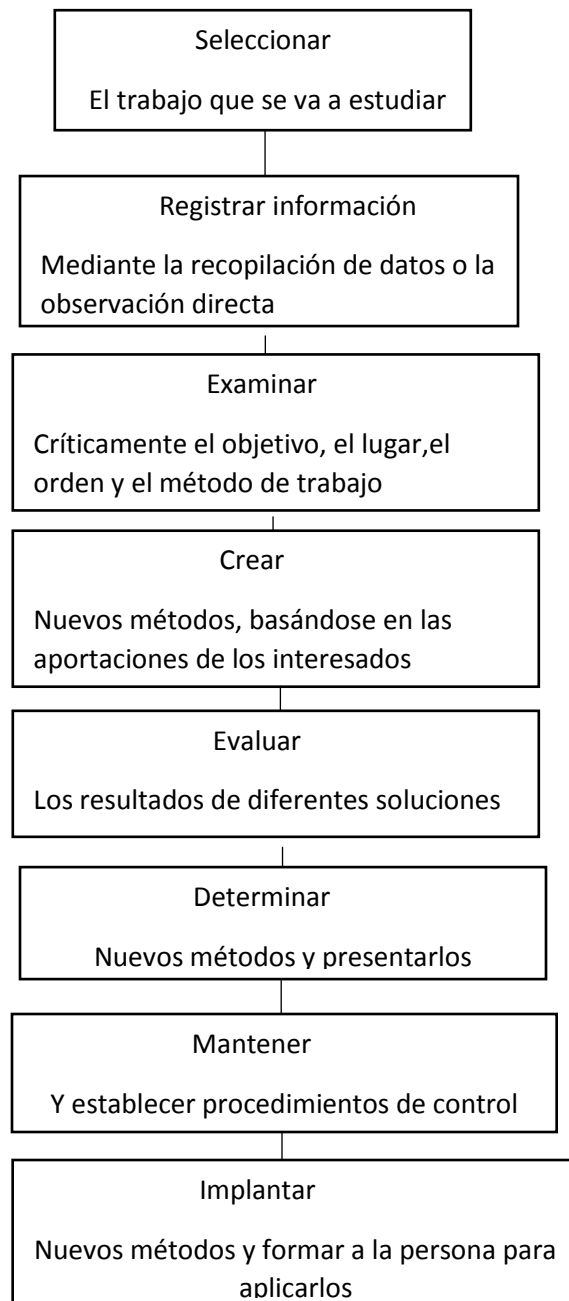 Seleccionar
El trabajo que se va a estudiar
Registrar información
Mediante la recopilación de datos o la
observación directa
Examinar
Críticamente el objetivo, el lugar,el
orden y el método de trabajo
Crear
Nuevos métodos, basándose en las
aportaciones de los interesados
Evaluar
Los resultados de diferentes soluciones
Determinar
Nuevos métodos y presentarlos
Mantener
Y establecer procedimientos de control
Implantar
Nuevos métodos y formar a la persona para
aplicarlos